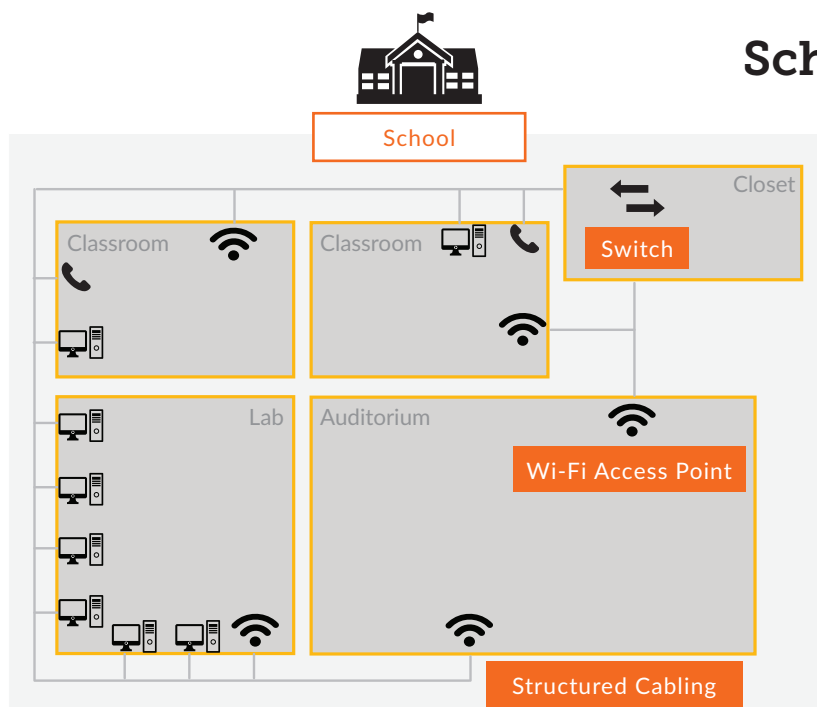 Sch
School
Closet
Switch
Classroom
Classroom
Lab
Auditorium
Wi-Fi Access Point
Structured Cabling